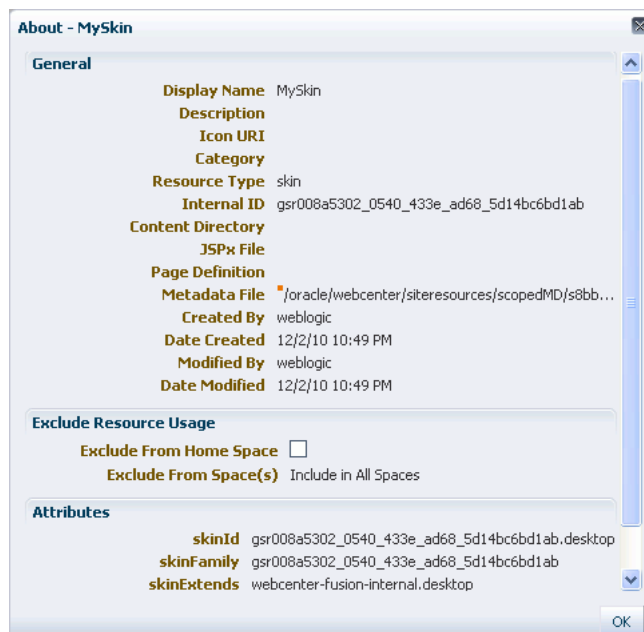 About - MySkin
General
Display Name MySkin
Description
Icon URI
Category
Resource Type skin
Internal ID gsr008a5302_0540_433e_ad68_5d14bc6bd1ab
Content Directory
JSPx File
Page Definition
Metadata File "/oracle/webcenter/siteresources/scopedMD/s8bb...
Created By weblogic
Date Created 12/2/10 10:49 PM
Modified By weblogic
Date Modified 12/2/10 10:49 PM
Exclude Resource Usage
Exclude From Home Space
Exclude From Space(s) Include in All Spaces
Attributes
skinId gsr008a5302_0540_433e_ad68_5d14bc6bd1ab.desktop
skinFamily gsr008a5302_0540_433e_ad68_5d14bc6bd1ab
skinExtends webcenter-fusion-internal.desktop
OK